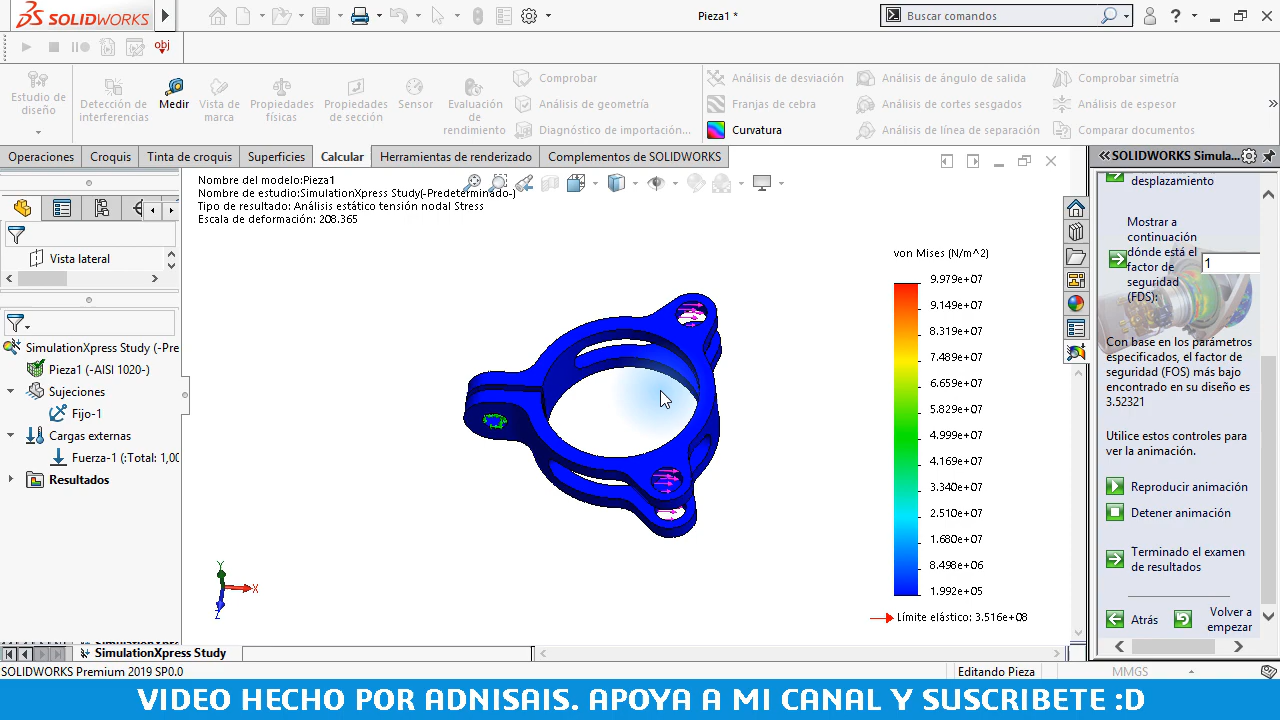 SOLIDWORKS
Pieza1 *
Buscar comandos
?
obj
Estudio de
diseño
Detección de
interferencias
Medir
Vista de
marca
Propiedades
físicas
Propiedades
de sección
Sensor
Evaluación de
rendimiento
Comprobar
Análisis de geometría
Diagnóstico de importación...
Análisis de desviación
Franjas de cebra
Curvatura
Análisis de ángulo de salida
Análisis de cortes sesgados
Análisis de línea de separación
Comprobar simetría
Análisis de espesor
Comparar documentos
Operaciones
Croquis
Tinta de croquis
Superficies
Calcular
Herramientas de renderizado
Complementos de SOLIDWORKS
Vista lateral
SimulationXpress Study (-Pre
Pieza1 (-AISI 1020-)
Sujeciones
Fijo-1
Cargas externas
Fuerza-1 (:Total: 1,00
Resultados
Nombre del modelo:Pieza1
Nombre de estudio:SimulationXpress Study(-Predeterminado-)
Tipo de resultado: Análisis estático tensión nodal Stress
Escala de deformación: 208.365
von Mises (N/m^2)
9.979e+07
9.149e+07
8.319e+07
7.489e+07
6.659e+07
5.829e+07
4.999e+07
4.169e+07
3.340e+07
2.510e+07
1.680e+07
8.498e+06
1.992e+05
Límite elástico: 3.516e+08
Y
X
Z
SOLIDWORKS Simula...
desplazamiento
Mostrar a
continuación
dónde está el
factor de
seguridad
(FDS):
1
Con base en los parámetros
especificados, el factor de
seguridad (FOS) más bajo
encontrado en su diseño es
3.52321
Utilice estos controles para
ver la animación.
Reproducir animación
Detener animación
Terminado el examen
de resultados
Atrás
Volver a
empezar
SimulationXpress Study
SOLIDWORKS Premium 2019 SP0.0
Editando Pieza
MMGS
VIDEO HECHO POR ADNISAIS. APOYA A MI CANAL Y SUSCRIBETE :D